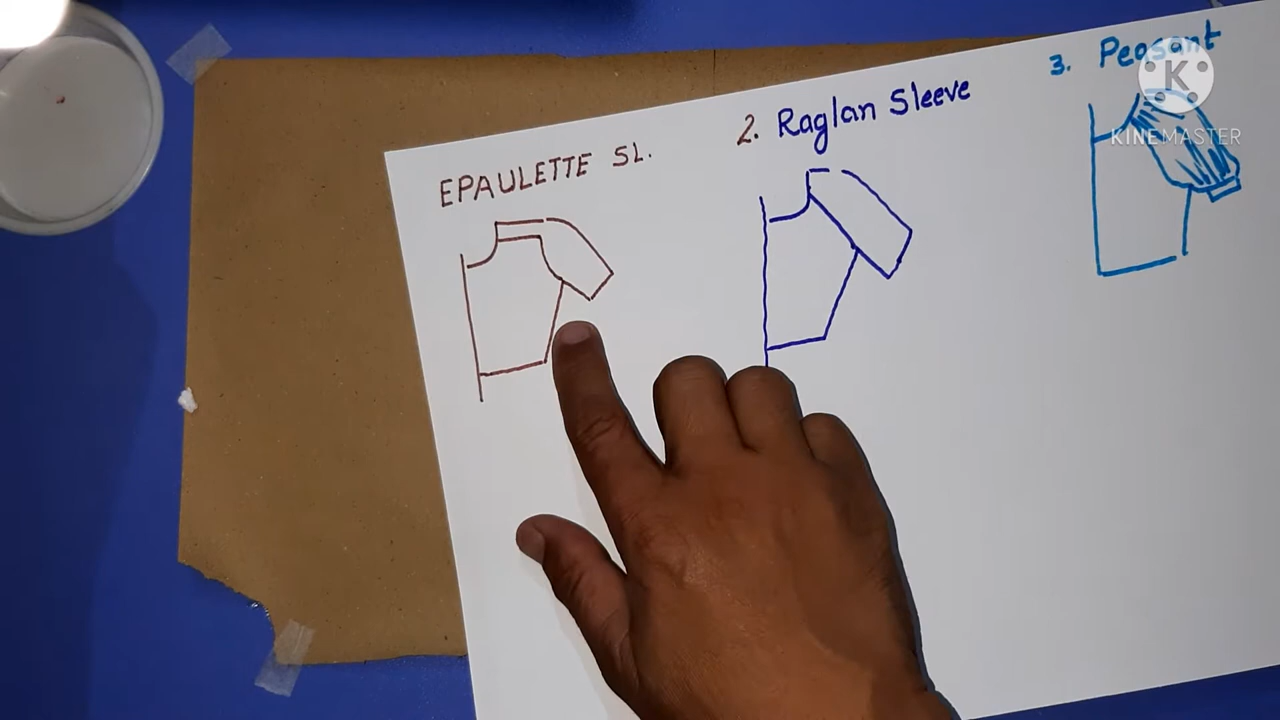 EPAULETTE SL.
2. Raglan Sleeve
3. Peasant
K
KINEMASTER